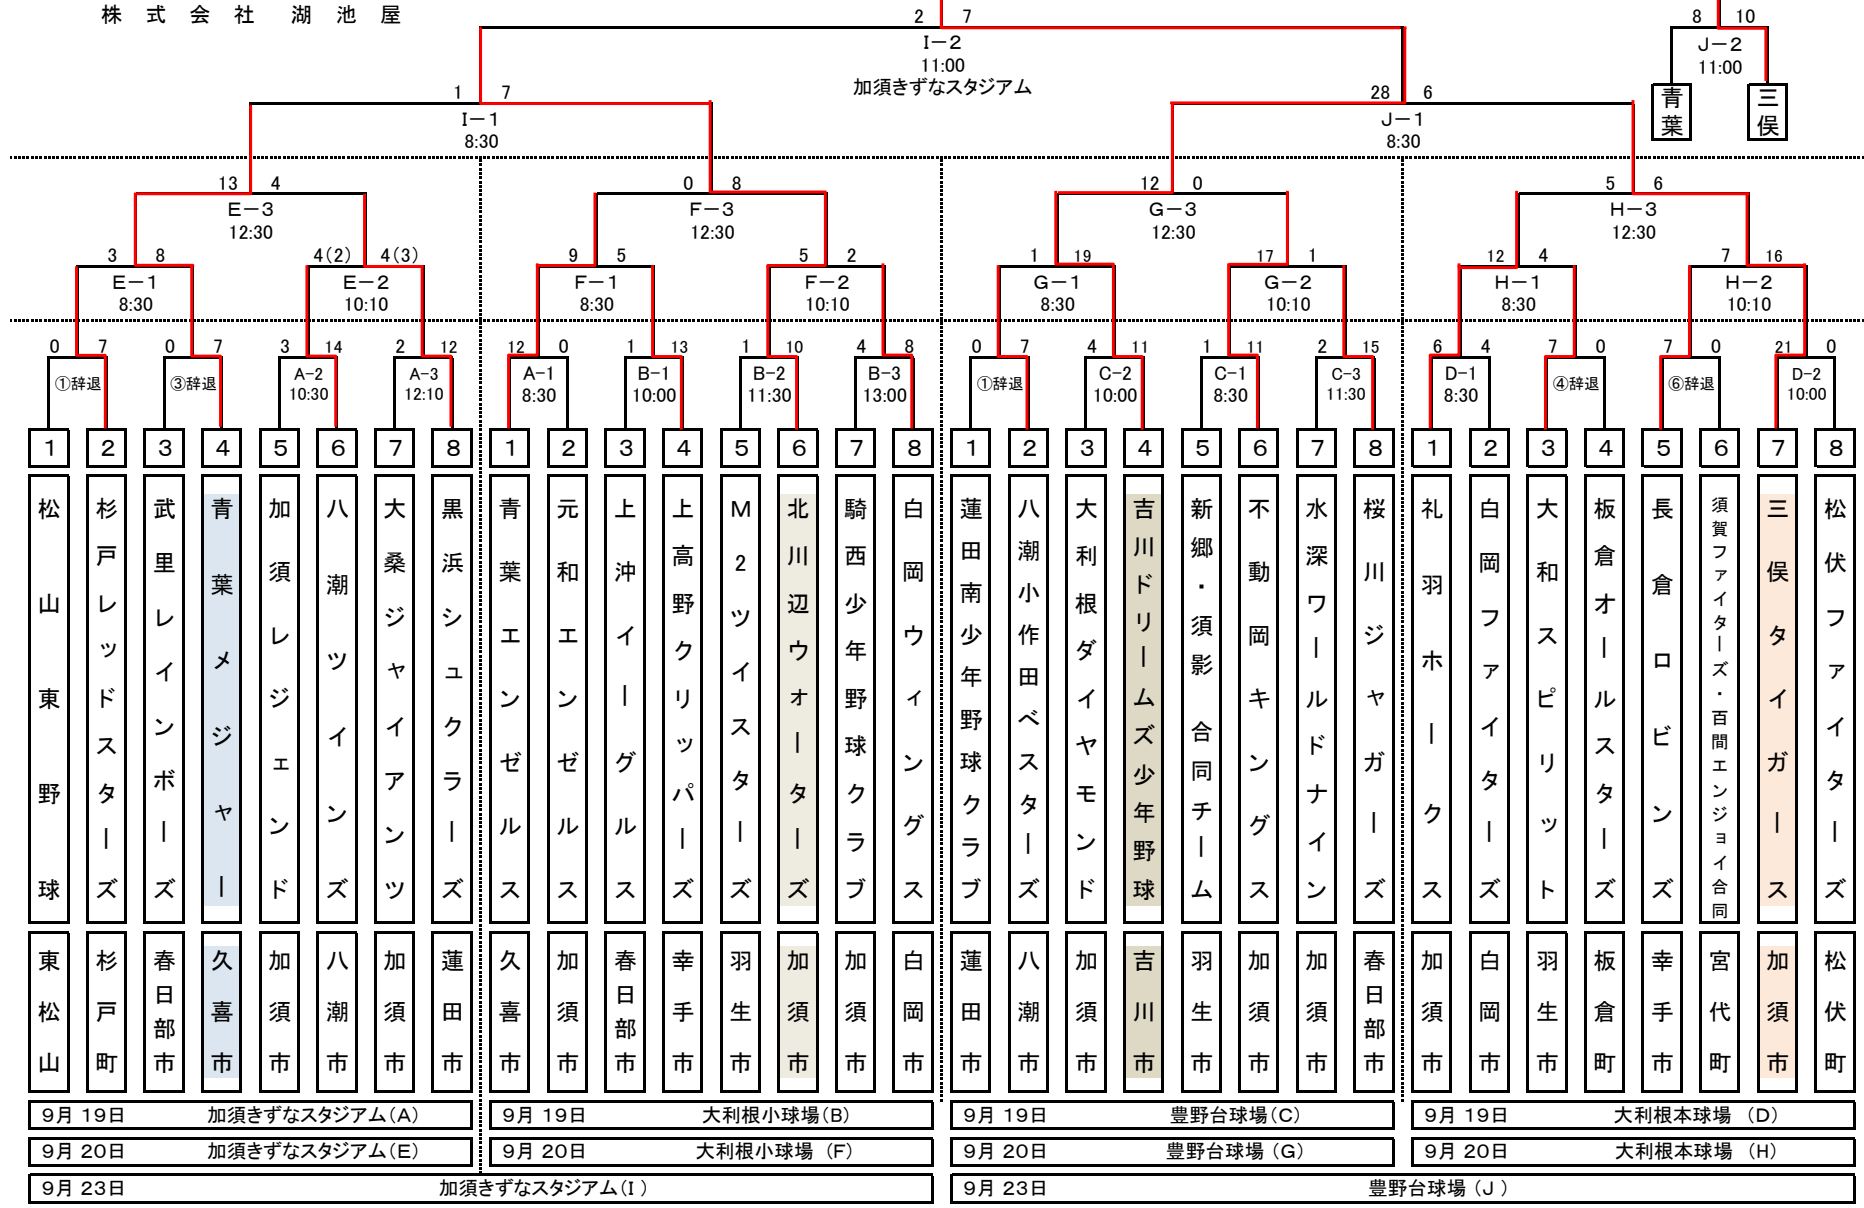 株式会社 湖池屋
2 7 8 10
I－2 J－2
11:00 11:00
加須きずなスタジアム
青葉 三俣
1 7 28 6
I－1 J－1
8:30 8:30
13 4 0 8 12 0 5 6
E－3 F－3 G－3 H－3
12:30 12:30 12:30 12:30
3 8 4(2) 4(3) 9 5 5 2 1 19 17 1 12 4 7 16
E－1 E－2 F－1 F－2 G－1 G－2 H－1 H－2
8:30 10:10 8:30 10:10 8:30 10:10 8:30 10:10
0 7 0 7 3 14 2 12 12 0 1 13 1 10 4 8 0 7 4 11 1 11 2 15 6 4 7 0 7 0 21 0
①辞退 ③辞退 A-2 A-3 A-1 B-1 B-2 B-3 ①辞退 C-2 C-1 C-3 D-1 ④辞退 ⑥辞退 D-2
10:30 12:10 8:30 10:00 11:30 13:00 10:00 8:30 11:30 8:30 10:00
1 2 3 4 5 6 7 8 1 2 3 4 5 6 7 8 1 2 3 4 5 6 7 8 1 2 3 4 5 6 7 8
松山東野球
杉戸レッドスターズ
武里レインボーズ
青葉メジャー
加須レジェンド
八潮ツインズ
大桑ジャイアンツ
黒浜シュクラーズ
青葉エンゼルス
元和エンゼルス
上沖イーグルス
上高野クリッパーズ
M2ツイスターズ
北川辺ウォーターズ
騎西少年野球クラブ
白岡ウィングス
蓮田南少年野球クラブ
八潮小作田ベスターズ
大利根ダイヤモンド
吉川ドリームズ少年野球
新郷・須影 合同チーム
不動岡キングス
水深ワールドナイン
桜川ジャガーズ
礼羽ホークス
白岡ファイターズ
大和スピリット
板倉オールスターズ
長倉ロビンズ
須賀ファイターズ・百間エンジョイ合同
三俣タイガース
松伏ファイターズ
東松山
杉戸町
春日部市
久喜市
加須市
八潮市
加須市
蓮田市
久喜市
加須市
春日部市
幸手市
羽生市
加須市
加須市
白岡市
蓮田市
八潮市
加須市
吉川市
羽生市
加須市
加須市
春日部市
加須市
白岡市
羽生市
板倉町
幸手市
宮代町
加須市
松伏町
9月 19日 加須きずなスタジアム(A) 9月 19日 大利根小球場(B) 9月 19日 豊野台球場(C) 9月 19日 大利根本球場 (D)
9月 20日 加須きずなスタジアム(E) 9月 20日 大利根小球場 (F) 9月 20日 豊野台球場 (G) 9月 20日 大利根本球場 (H)
9月 23日 加須きずなスタジアム(I) 9月 23日 豊野台球場 (J)